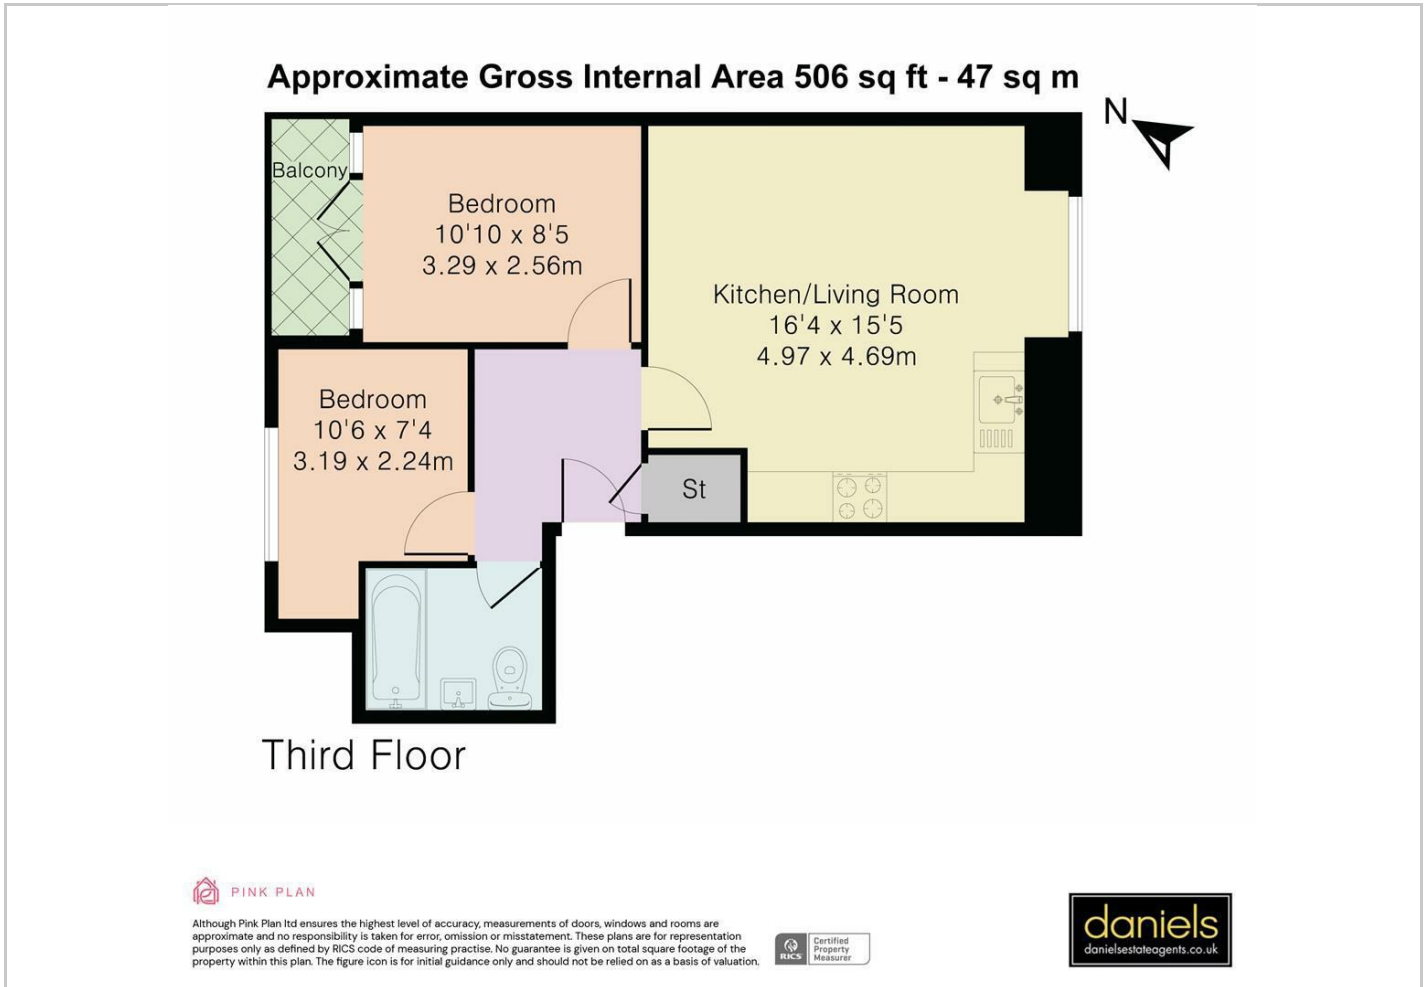 Approximate Gross Internal Area 506 sq ft - 47 sq m
N
Balcony
Bedroom
10'10 x 8'5
3.29 x 2.56m
Kitchen/Living Room
16'4 x 15'5
4.97 x 4.69m
Bedroom
10'6 x 7'4
3.19 x 2.24m
St
Third Floor
PINK PLAN
Although Pink Plan ltd ensures the highest level of accuracy, measurements of doors, windows and rooms are
approximate and no responsibility is taken for error, omission or misstatement. These plans are for representation
purposes only as defined by RICS code of measuring practise. No guarantee is given on total square footage of the
property within this plan. The figure icon is for initial guidance only and should not be relied on as a basis of valuation.
RICS
Certified
Property
Measurer
daniels
danielsestateagents.co.uk